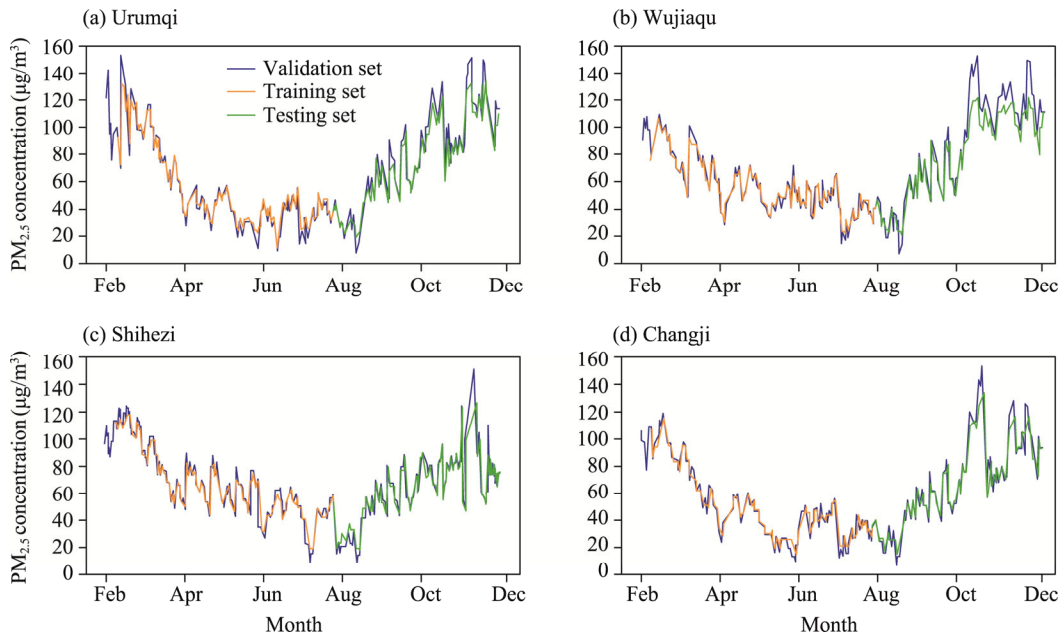 (a) Urumqi
PM2.5 concentration (μg/m³)
160
140
120
100
80
60
40
20
0
Validation set
Training set
Testing set
Feb Apr Jun Aug Oct Dec
(b) Wujiaqu
160
140
120
100
80
60
40
20
0
Feb Apr Jun Aug Oct Dec
(c) Shihezi
PM2.5 concentration (μg/m³)
160
140
120
100
80
60
40
20
0
Feb Apr Jun Aug Oct Dec
Month
(d) Changji
160
140
120
100
80
60
40
20
0
Feb Apr Jun Aug Oct Dec
Month